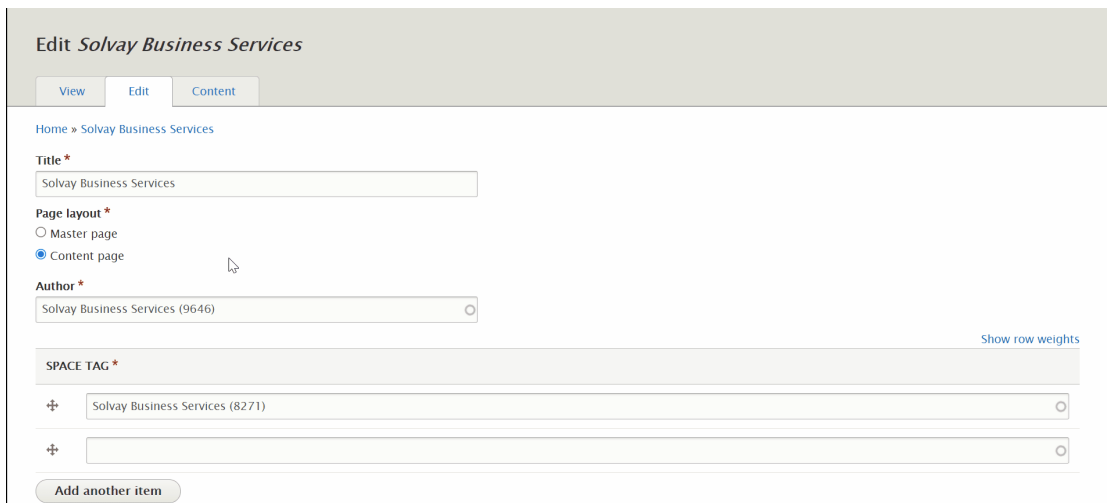 Edit Solvay Business Services
View Edit Content
Home » Solvay Business Services
Title *
Solvay Business Services
Page layout *
Master page
Content page
Author *
Solvay Business Services (9646)
Show row weights
SPACE TAG *
Solvay Business Services (8271)
Add another item